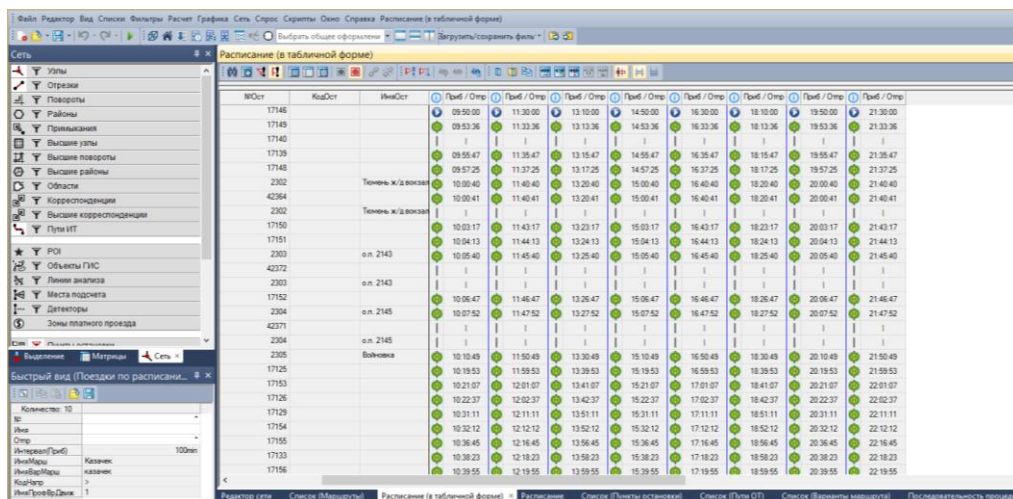 Файл Редактор Вид Списки Фильтры Расчет Графика Сеть Спрос Скрипты Окно Справка Расписание (в табличной форме)
Выбрать общее оформлени Загрузить/сохранить филь
Сеть
Расписание (в табличной форме)
Узлы
Отрезки
Повороты
Районы
Примыкания
Высшие узлы
Высшие повороты
Высшие районы
Области
Корреспонденции
Высшие корреспонденции
Пути ИТ
POI
Объекты ГИС
Линии анализа
Места подсчета
Детекторы
Зоны платного проезда
Выделение Матрицы Сеть
Быстрый вид (Поездки по расписани...
Количество: 10
№
Имя
Отпр
Интервал(Приб) 100min
ИмяМарш Казачек
ИмяВарМарш казачек
КодНапр >
ИмяПрофВрДвиж 1
№Ост КодОст ИмяОст Приб / Отпр Приб / Отпр Приб / Отпр Приб / Отпр Приб / Отпр Приб / Отпр Приб / Отпр Приб / Отпр
17146 09:50:00 11:30:00 13:10:00 14:50:00 16:30:00 18:10:00 19:50:00 21:30:00
17149 09:53:36 11:33:36 13:13:36 14:53:36 16:33:36 18:13:36 19:53:36 21:33:36
17140 | | | | | | | |
17139 09:55:47 11:35:47 13:15:47 14:55:47 16:35:47 18:15:47 19:55:47 21:35:47
17148 09:57:25 11:37:25 13:17:25 14:57:25 16:37:25 18:17:25 19:57:25 21:37:25
2302 Тюмень ж/д вокзал 10:00:40 11:40:40 13:20:40 15:00:40 16:40:40 18:20:40 20:00:40 21:40:40
42364 10:00:41 11:40:41 13:20:41 15:00:41 16:40:41 18:20:41 20:00:41 21:40:41
2302 Тюмень ж/д вокзал | | | | | | | |
17150 10:03:17 11:43:17 13:23:17 15:03:17 16:43:17 18:23:17 20:03:17 21:43:17
17151 10:04:13 11:44:13 13:24:13 15:04:13 16:44:13 18:24:13 20:04:13 21:44:13
2303 о.п. 2143 10:05:40 11:45:40 13:25:40 15:05:40 16:45:40 18:25:40 20:05:40 21:45:40
42372 | | | | | | | |
2303 о.п. 2143 | | | | | | | |
17152 10:06:47 11:46:47 13:26:47 15:06:47 16:46:47 18:26:47 20:06:47 21:46:47
2304 о.п. 2145 10:07:52 11:47:52 13:27:52 15:07:52 16:47:52 18:27:52 20:07:52 21:47:52
42371 | | | | | | | |
2304 о.п. 2145 | | | | | | | |
2305 Войновка 10:10:49 11:50:49 13:30:49 15:10:49 16:50:49 18:30:49 20:10:49 21:50:49
17125 10:19:53 11:59:53 13:39:53 15:19:53 16:59:53 18:39:53 20:19:53 21:59:53
17153 10:21:07 12:01:07 13:41:07 15:21:07 17:01:07 18:41:07 20:21:07 22:01:07
17126 10:22:37 12:02:37 13:42:37 15:22:37 17:02:37 18:42:37 20:22:37 22:02:37
17129 10:31:11 12:11:11 13:51:11 15:31:11 17:11:11 18:51:11 20:31:11 22:11:11
17154 10:32:12 12:12:12 13:52:12 15:32:12 17:12:12 18:52:12 20:32:12 22:12:12
17155 10:36:45 12:16:45 13:56:45 15:36:45 17:16:45 18:56:45 20:36:45 22:16:45
17133 10:38:23 12:18:23 13:58:23 15:38:23 17:18:23 18:58:23 20:38:23 22:18:23
17156 10:39:55 12:19:55 13:59:55 15:39:55 17:19:55 18:59:55 20:39:55 22:19:55
Редактор сети Список (Маршруты) Расписание (в табличной форме) Расписание Список (Пункты остановки) Список (Пути ОТ) Список (Варианты маршрута) Последовательность процед